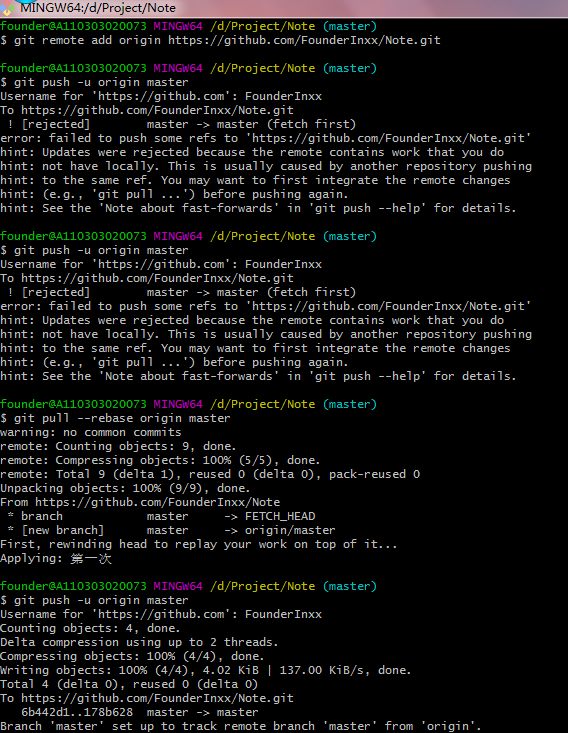 MINGW64:/d/Project/Note
founder@A110303020073 MINGW64 /d/Project/Note (master)
$ git remote add origin https://github.com/FounderInxx/Note.git
founder@A110303020073 MINGW64 /d/Project/Note (master)
$ git push -u origin master
Username for 'https://github.com': FounderInxx
To https://github.com/FounderInxx/Note.git
 ! [rejected]        master -> master (fetch first)
error: failed to push some refs to 'https://github.com/FounderInxx/Note.git'
hint: Updates were rejected because the remote contains work that you do
hint: not have locally. This is usually caused by another repository pushing
hint: to the same ref. You may want to first integrate the remote changes
hint: (e.g., 'git pull ...') before pushing again.
hint: See the 'Note about fast-forwards' in 'git push --help' for details.
founder@A110303020073 MINGW64 /d/Project/Note (master)
$ git push -u origin master
Username for 'https://github.com': FounderInxx
To https://github.com/FounderInxx/Note.git
 ! [rejected]        master -> master (fetch first)
error: failed to push some refs to 'https://github.com/FounderInxx/Note.git'
hint: Updates were rejected because the remote contains work that you do
hint: not have locally. This is usually caused by another repository pushing
hint: to the same ref. You may want to first integrate the remote changes
hint: (e.g., 'git pull ...') before pushing again.
hint: See the 'Note about fast-forwards' in 'git push --help' for details.
founder@A110303020073 MINGW64 /d/Project/Note (master)
$ git pull --rebase origin master
warning: no common commits
remote: Counting objects: 9, done.
remote: Compressing objects: 100% (5/5), done.
remote: Total 9 (delta 1), reused 0 (delta 0), pack-reused 0
Unpacking objects: 100% (9/9), done.
From https://github.com/FounderInxx/Note
 * branch            master     -> FETCH_HEAD
 * [new branch]      master     -> origin/master
First, rewinding head to replay your work on top of it...
Applying: 第一次
founder@A110303020073 MINGW64 /d/Project/Note (master)
$ git push -u origin master
Username for 'https://github.com': FounderInxx
Counting objects: 4, done.
Delta compression using up to 2 threads.
Compressing objects: 100% (4/4), done.
Writing objects: 100% (4/4), 4.02 KiB | 137.00 KiB/s, done.
Total 4 (delta 0), reused 0 (delta 0)
To https://github.com/FounderInxx/Note.git
   6b442d1..178b628  master -> master
Branch 'master' set up to track remote branch 'master' from 'origin'.